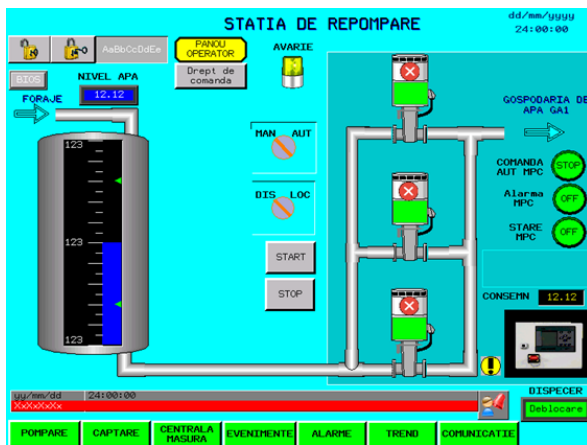 STATIA DE REPOMPARE
dd/mm/yyyy
24:00:00
AaBbCcDdEe
PANOU
OPERATOR
AVARIE
Drept de
comanda
BIOS
NIVEL APA
12.12
FORAJE
GOSPODARIA DE
APA GA1
123
123
123
MAN AUT
DIS LOC
START
STOP
COMANDA
AUT MPC
STOP
Alarma
MPC
OFF
STARE
MPC
OFF
CONSEMN
12.12
yy/mm/dd
24:00:00
XxXxXxXx
DISPECER
Deblocare
POMPARE
CAPTARE
CENTRALA
MASURA
EVENIMENTE
ALARME
TREND
COMUNICATIE